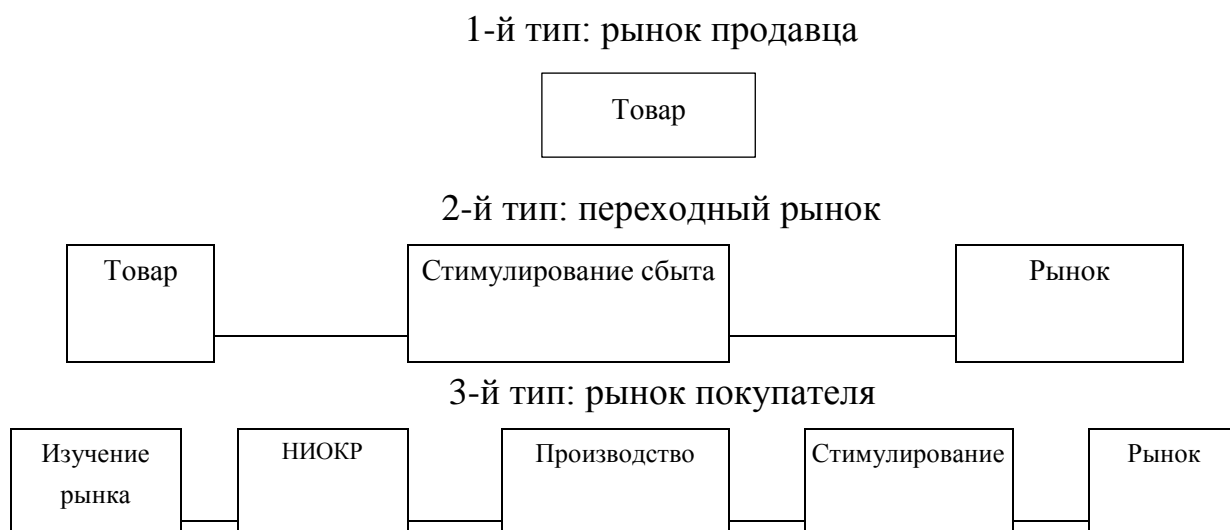 1-й тип: рынок продавца
Товар
2-й тип: переходный рынок
Товар
Стимулирование сбыта
Рынок
3-й тип: рынок покупателя
Изучение
рынка
НИОКР
Производство
Стимулирование
Рынок